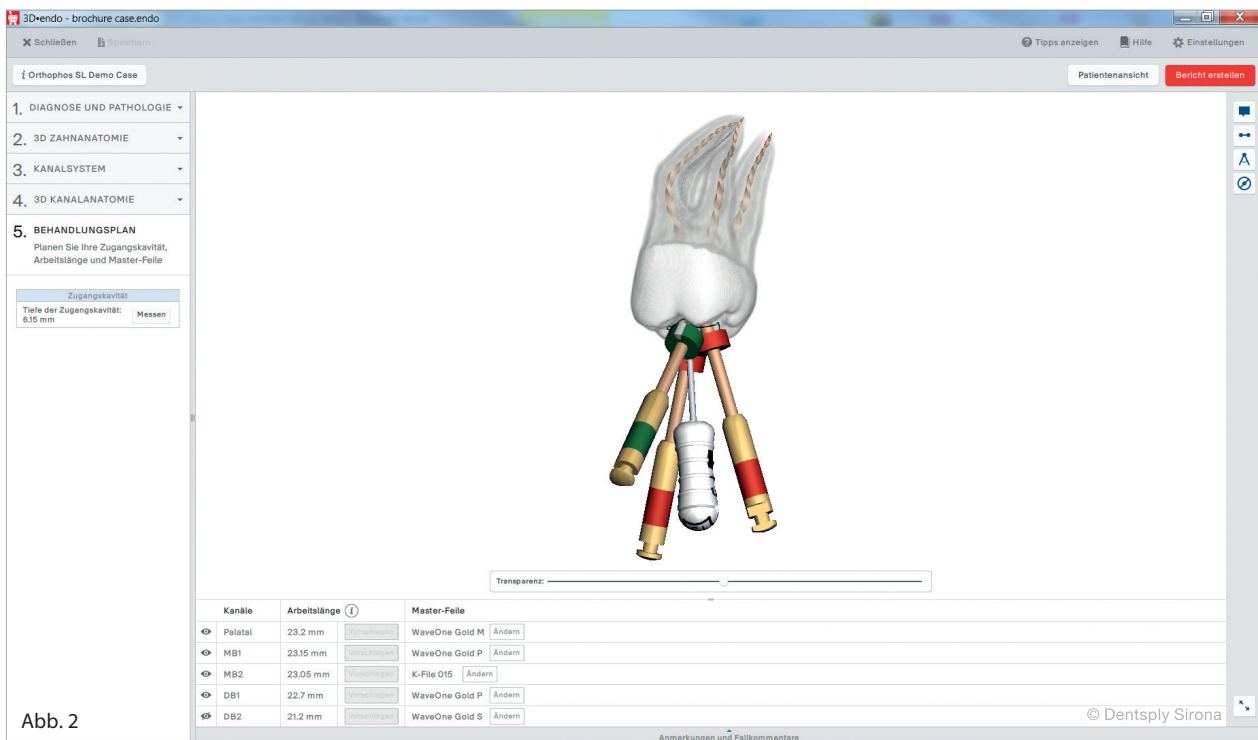 3D•endo - brochure case.endo
Schließen Speichern Tipps anzeigen Hilfe Einstellungen
i Orthophos SL Demo Case Patientenansicht Bericht erstellen
1. DIAGNOSE UND PATHOLOGIE
2. 3D ZAHNANATOMIE
3. KANALSYSTEM
4. 3D KANALANATOMIE
5. BEHANDLUNGSPLAN
Planen Sie Ihre Zugangskavität,
Arbeitslänge und Master-Feile
Zugangskavität
Tiefe der Zugangskavität:
6.15 mm Messen
Transparenz:
Kanäle Arbeitslänge i Master-Feile
Palatal 23.2 mm Vorschlagen WaveOne Gold M Ändern
MB1 23.15 mm Vorschlagen WaveOne Gold P Ändern
MB2 23.05 mm Vorschlagen K-File 015 Ändern
DB1 22.7 mm Vorschlagen WaveOne Gold P Ändern
DB2 21.2 mm Vorschlagen WaveOne Gold S Ändern
Anmerkungen und Fallkommentare
Abb. 2
© Dentsply Sirona